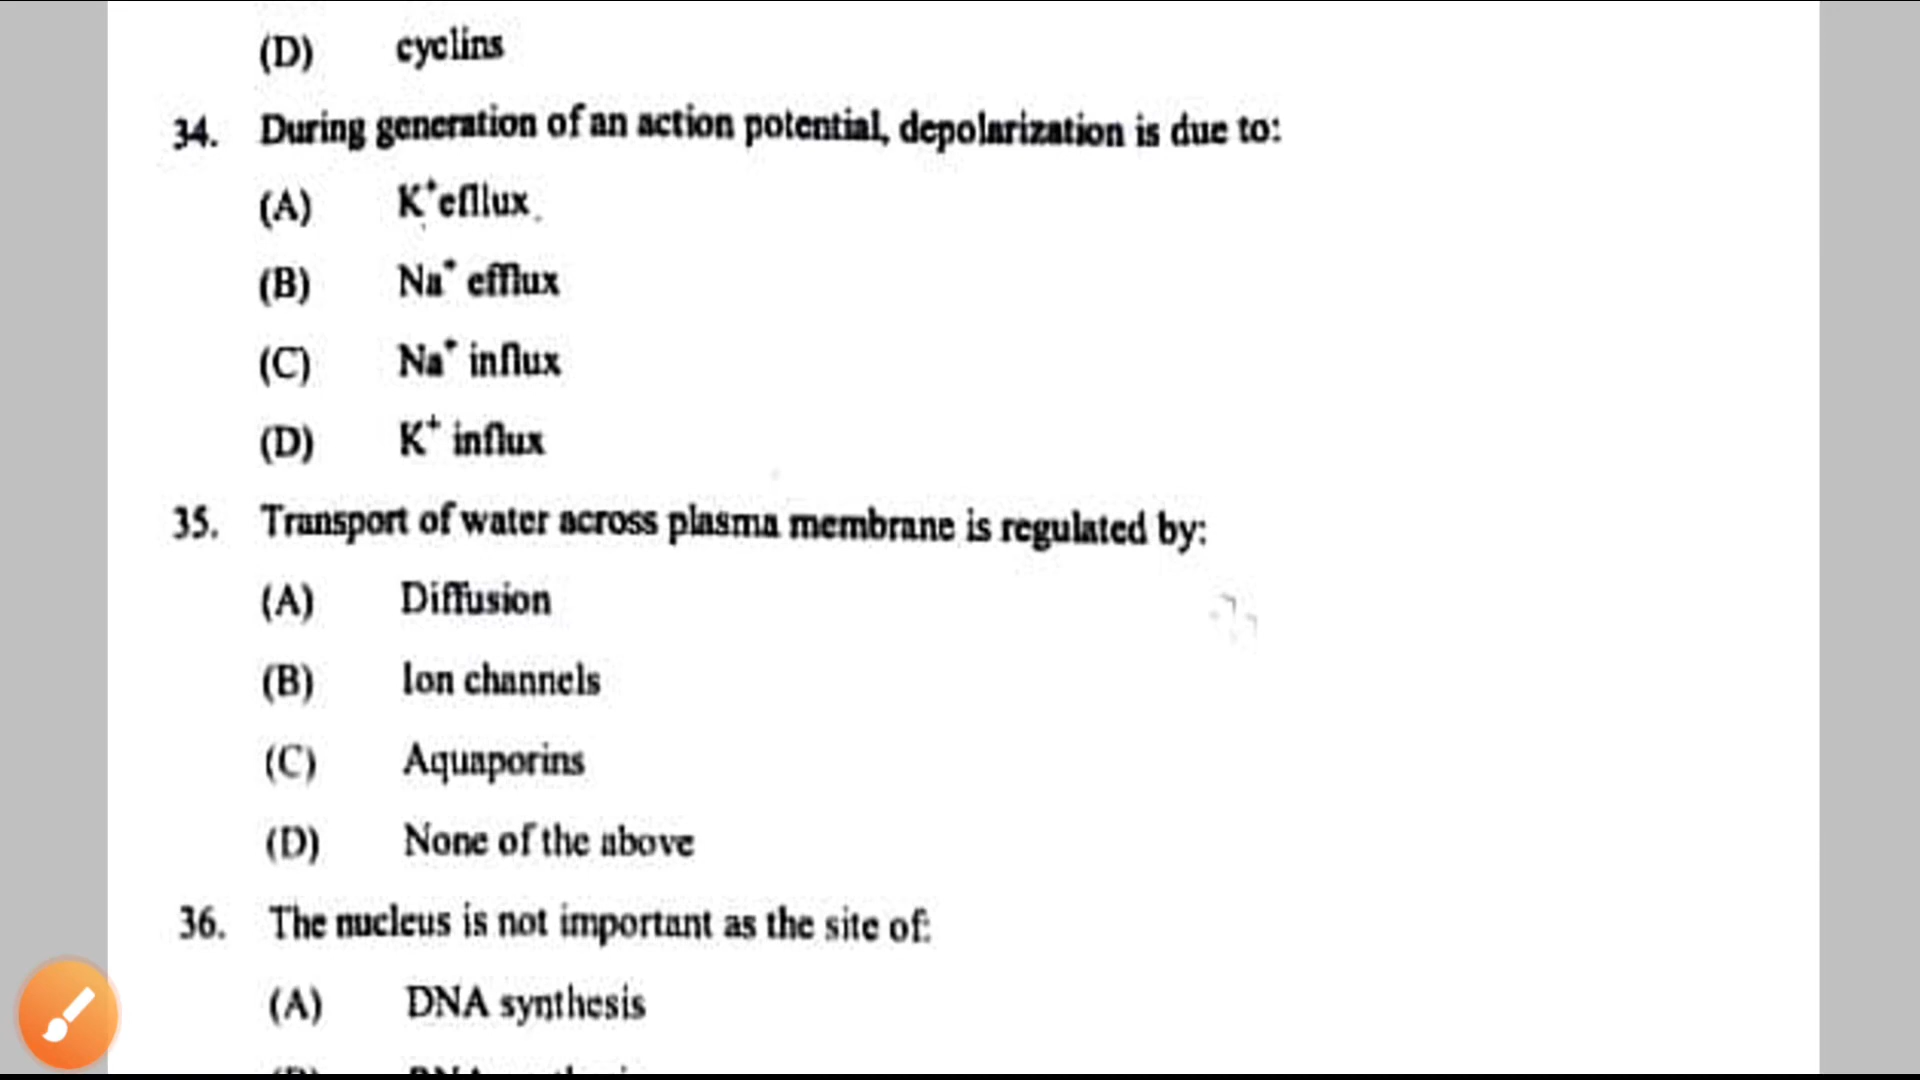 (D) cyclins
34. During generation of an action potential, depolarization is due to:
(A) K⁺efflux
(B) Na⁺ efflux
(C) Na⁺ influx
(D) K⁺ influx
35. Transport of water across plasma membrane is regulated by:
(A) Diffusion
(B) Ion channels
(C) Aquaporins
(D) None of the above
36. The nucleus is not important as the site of:
(A) DNA synthesis